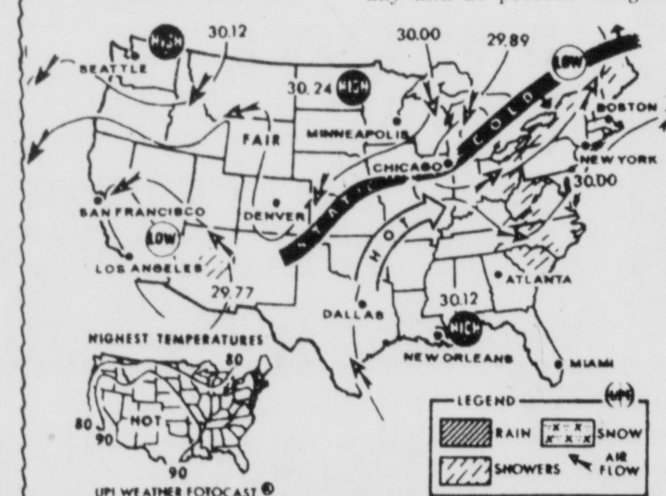 HIGH 30.12 30.00 29.89 LOW
SEATTLE
30.24 HIGH
BOSTON
FAIR MINNEAPOLIS COLD
CHICAGO NEW YORK
30.00
SAN FRANCISCO DENVER STATIC
LOW HOT
LOS ANGELES ATLANTA
29.77 30.12
DALLAS HIGH
HIGHEST TEMPERATURES NEW ORLEANS
80 MIAMI
HOT
80
90
90
LEGEND UPI
RAIN SNOW
SHOWERS AIR FLOW
UPI WEATHER FOTOCAST ®